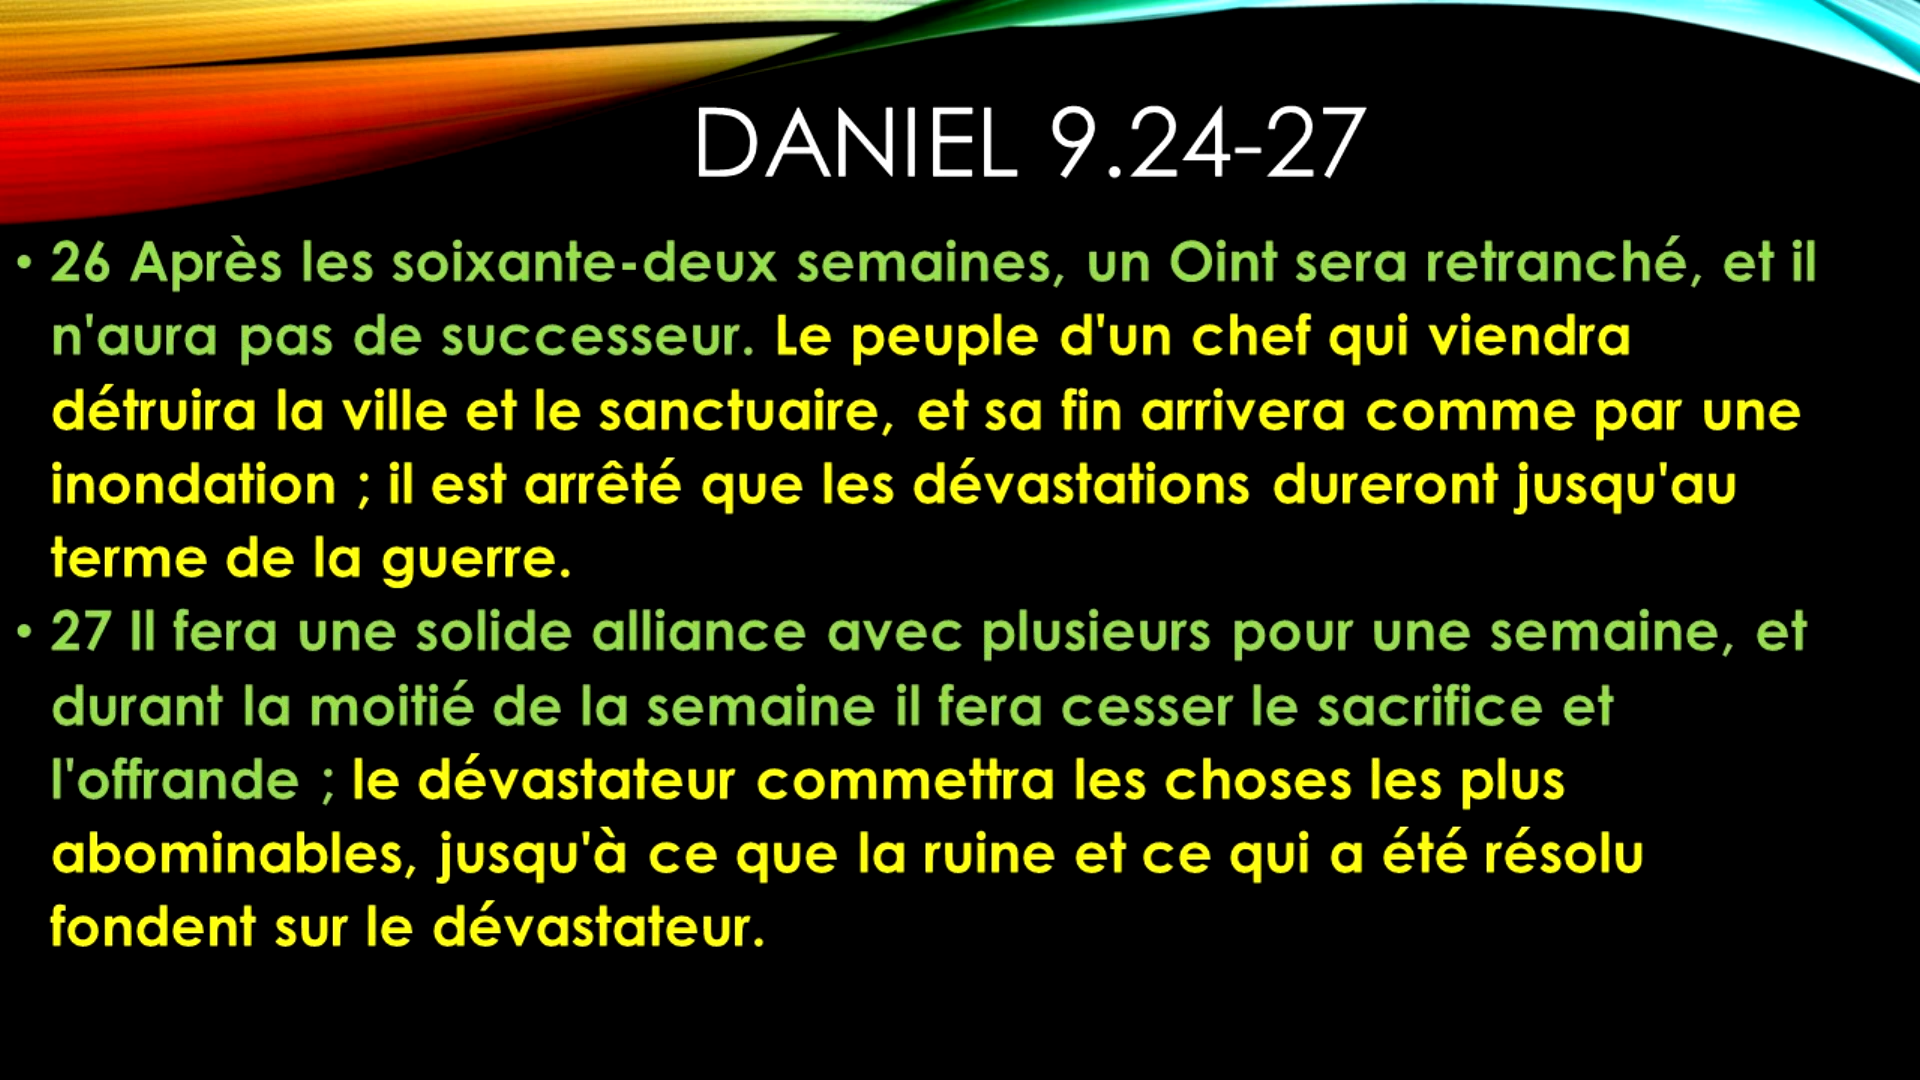 DANIEL 9.24-27
• 26 Après les soixante-deux semaines, un Oint sera retranché, et il
n'aura pas de successeur. Le peuple d'un chef qui viendra
détruira la ville et le sanctuaire, et sa fin arrivera comme par une
inondation ; il est arrêté que les dévastations dureront jusqu'au
terme de la guerre.
• 27 Il fera une solide alliance avec plusieurs pour une semaine, et
durant la moitié de la semaine il fera cesser le sacrifice et
l'offrande ; le dévastateur commettra les choses les plus
abominables, jusqu'à ce que la ruine et ce qui a été résolu
fondent sur le dévastateur.